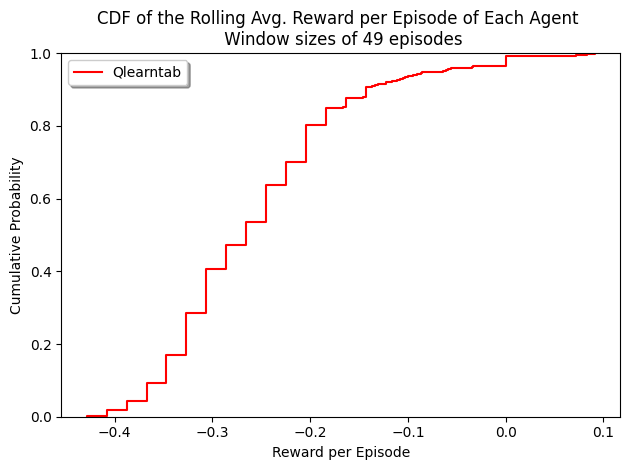 CDF of the Rolling Avg. Reward per Episode of Each Agent
Window sizes of 49 episodes
Qlearntab
Cumulative Probability
1.0
0.8
0.6
0.4
0.2
0.0
−0.4 −0.3 −0.2 −0.1 0.0 0.1
Reward per Episode